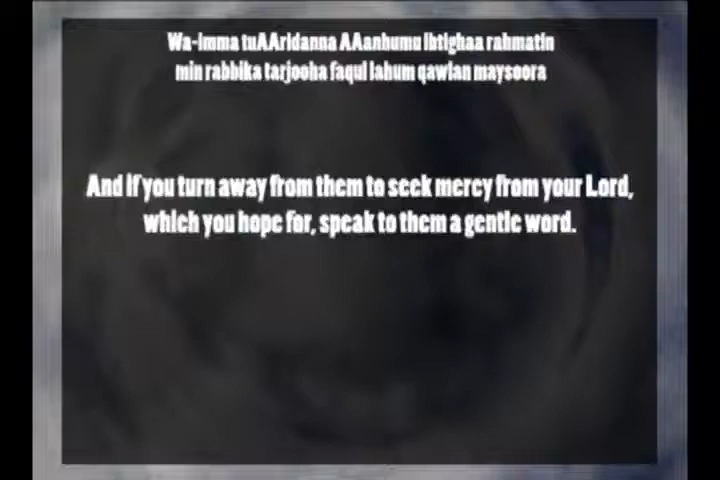 Wa-imma tuAAridanna AAanhumu ibtighaa rahmatin
min rabbika tarjooha faqul lahum qawlan maysoora
And if you turn away from them to seek mercy from your Lord,
which you hope for, speak to them a gentle word.